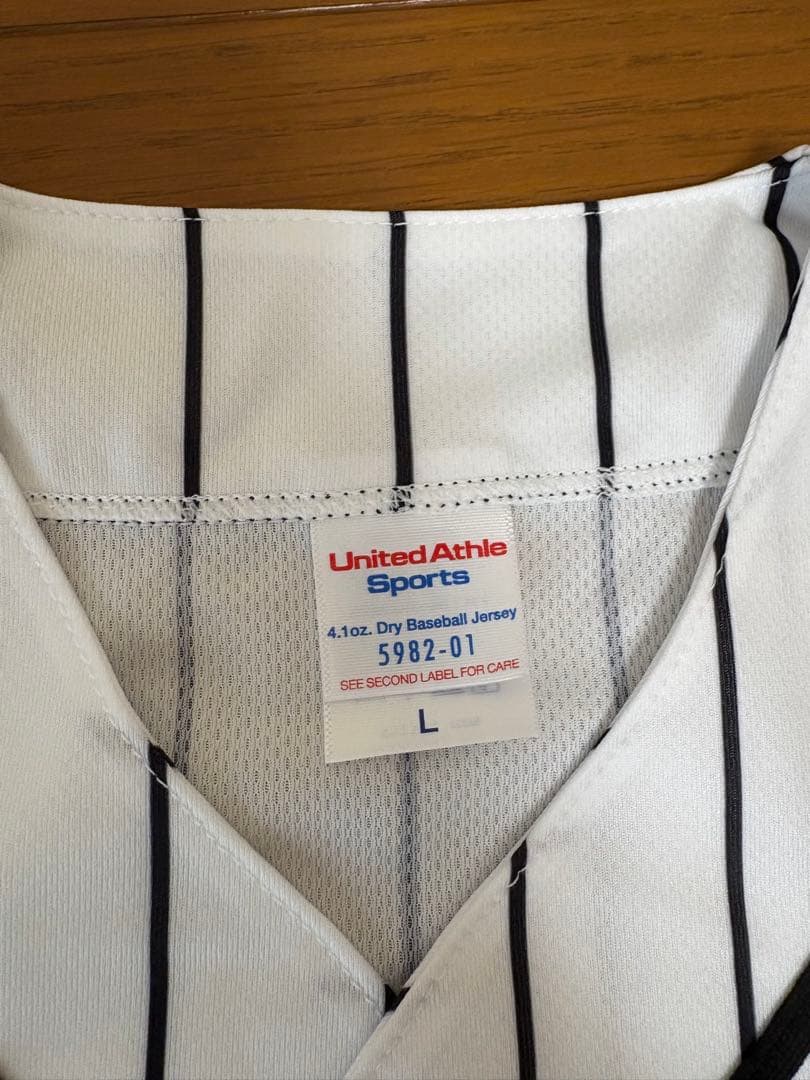 United Athle
Sports
4.1oz. Dry Baseball Jersey
5982-01
SEE SECOND LABEL FOR CARE
L